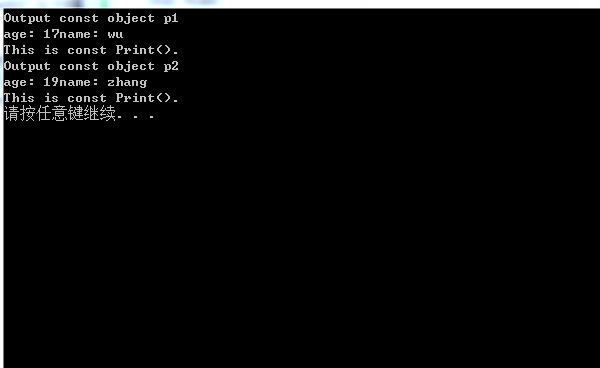 Output const object p1
age: 17name: wu
This is const Print().
Output const object p2
age: 19name: zhang
This is const Print().
请按任意键继续. . .